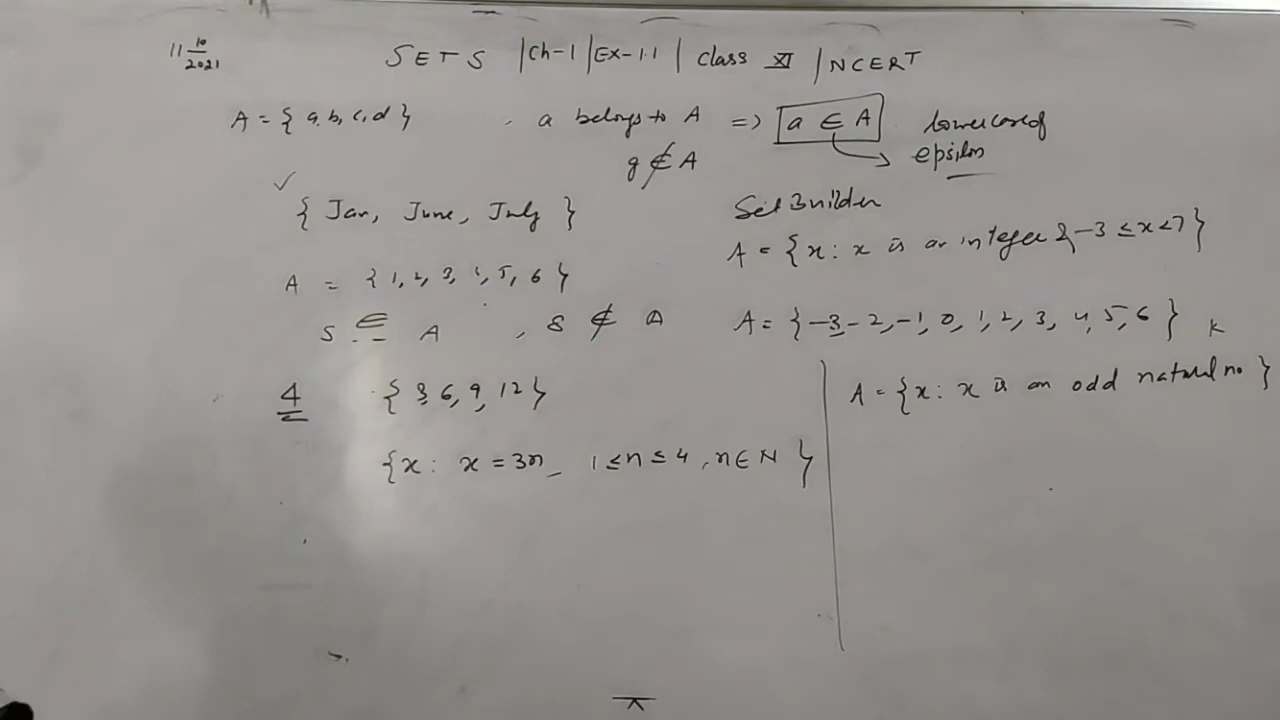 11 10/2021
SETS |Ch-1|Ex-1.1| Class XI |NCERT
A = { a, b, c, d } , a belongs to A => a ∈ A lowercase of
epsilon
g ∉ A
✓
{ Jan, June, July }
A = { 1, 2, 3, 4, 5, 6 }
5 ∈ A , 8 ∉ A
4 { 3, 6, 9, 12 }
{x: x = 3n, 1 ≤ n ≤ 4, n ∈ N }
Set Builder
A = {x: x is an integer & -3 ≤ x < 7}
A = {-3, -2, -1, 0, 1, 2, 3, 4, 5, 6 }
A = {x: x is an odd natural no }